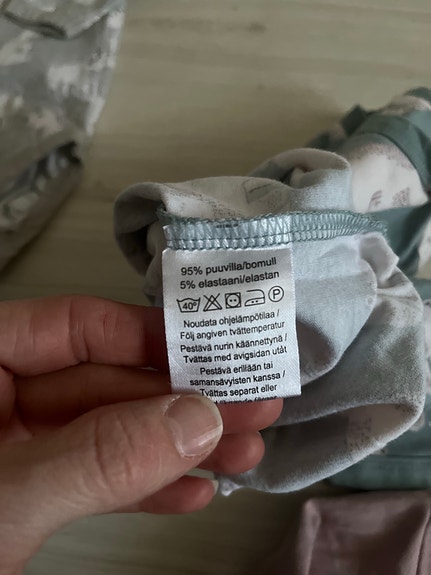 95% puuvilla/bomull
5% elastaani/elastan
40° P
Noudata ohjelämpötilaa /
Följ angiven tvättemperatur
Pestävä nurin käännettynä /
Tvättas med avigsidan utåt
Pestävä erillään tai
samansävyisten kanssa /
Tvättas separat eller